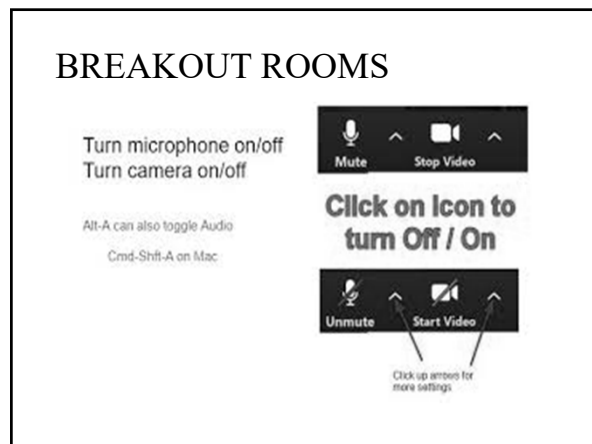 BREAKOUT ROOMS
Turn microphone on/off
Turn camera on/off
Alt-A can also toggle Audio
Cmd-Shft-A on Mac
Mute Stop Video
Click on Icon to
turn Off / On
Unmute Start Video
Click up arrows for
more settings